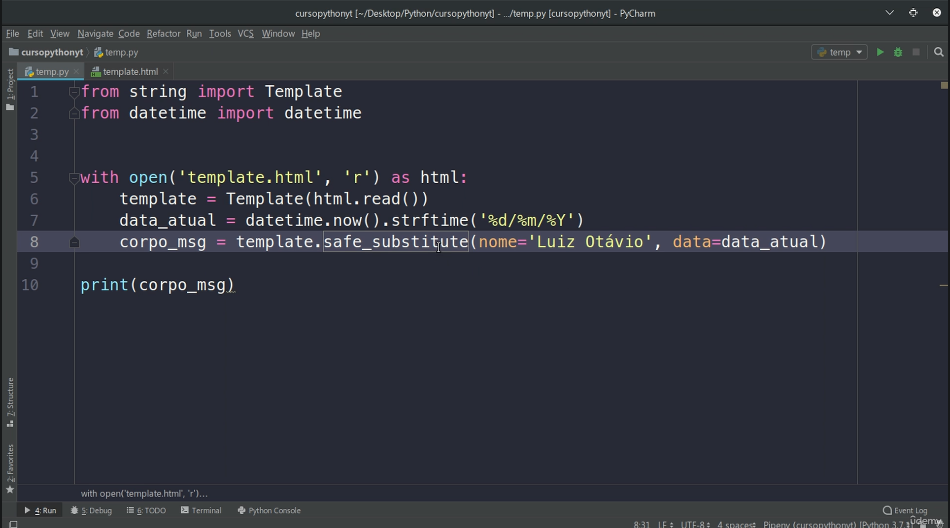 cursopythonyt [~/Desktop/Python/cursopythonyt] - .../temp.py [cursopythonyt] - PyCharm
File Edit View Navigate Code Refactor Run Tools VCS Window Help
cursopythonyt temp.py temp
temp.py template.html
1: Project
1 from string import Template
2 from datetime import datetime
3
4
5 with open('template.html', 'r') as html:
6 template = Template(html.read())
7 data_atual = datetime.now().strftime('%d/%m/%Y')
8 corpo_msg = template.safe_substitute(nome='Luiz Otávio', data=data_atual)
9
10 print(corpo_msg)
7: Structure
2: Favorites
with open('template.html', 'r')...
4: Run 5: Debug 6: TODO Terminal Python Console Event Log
8:31 LF UTF-8 4 spaces Pipenv (cursopythonyt) [Python 3.7
udemy